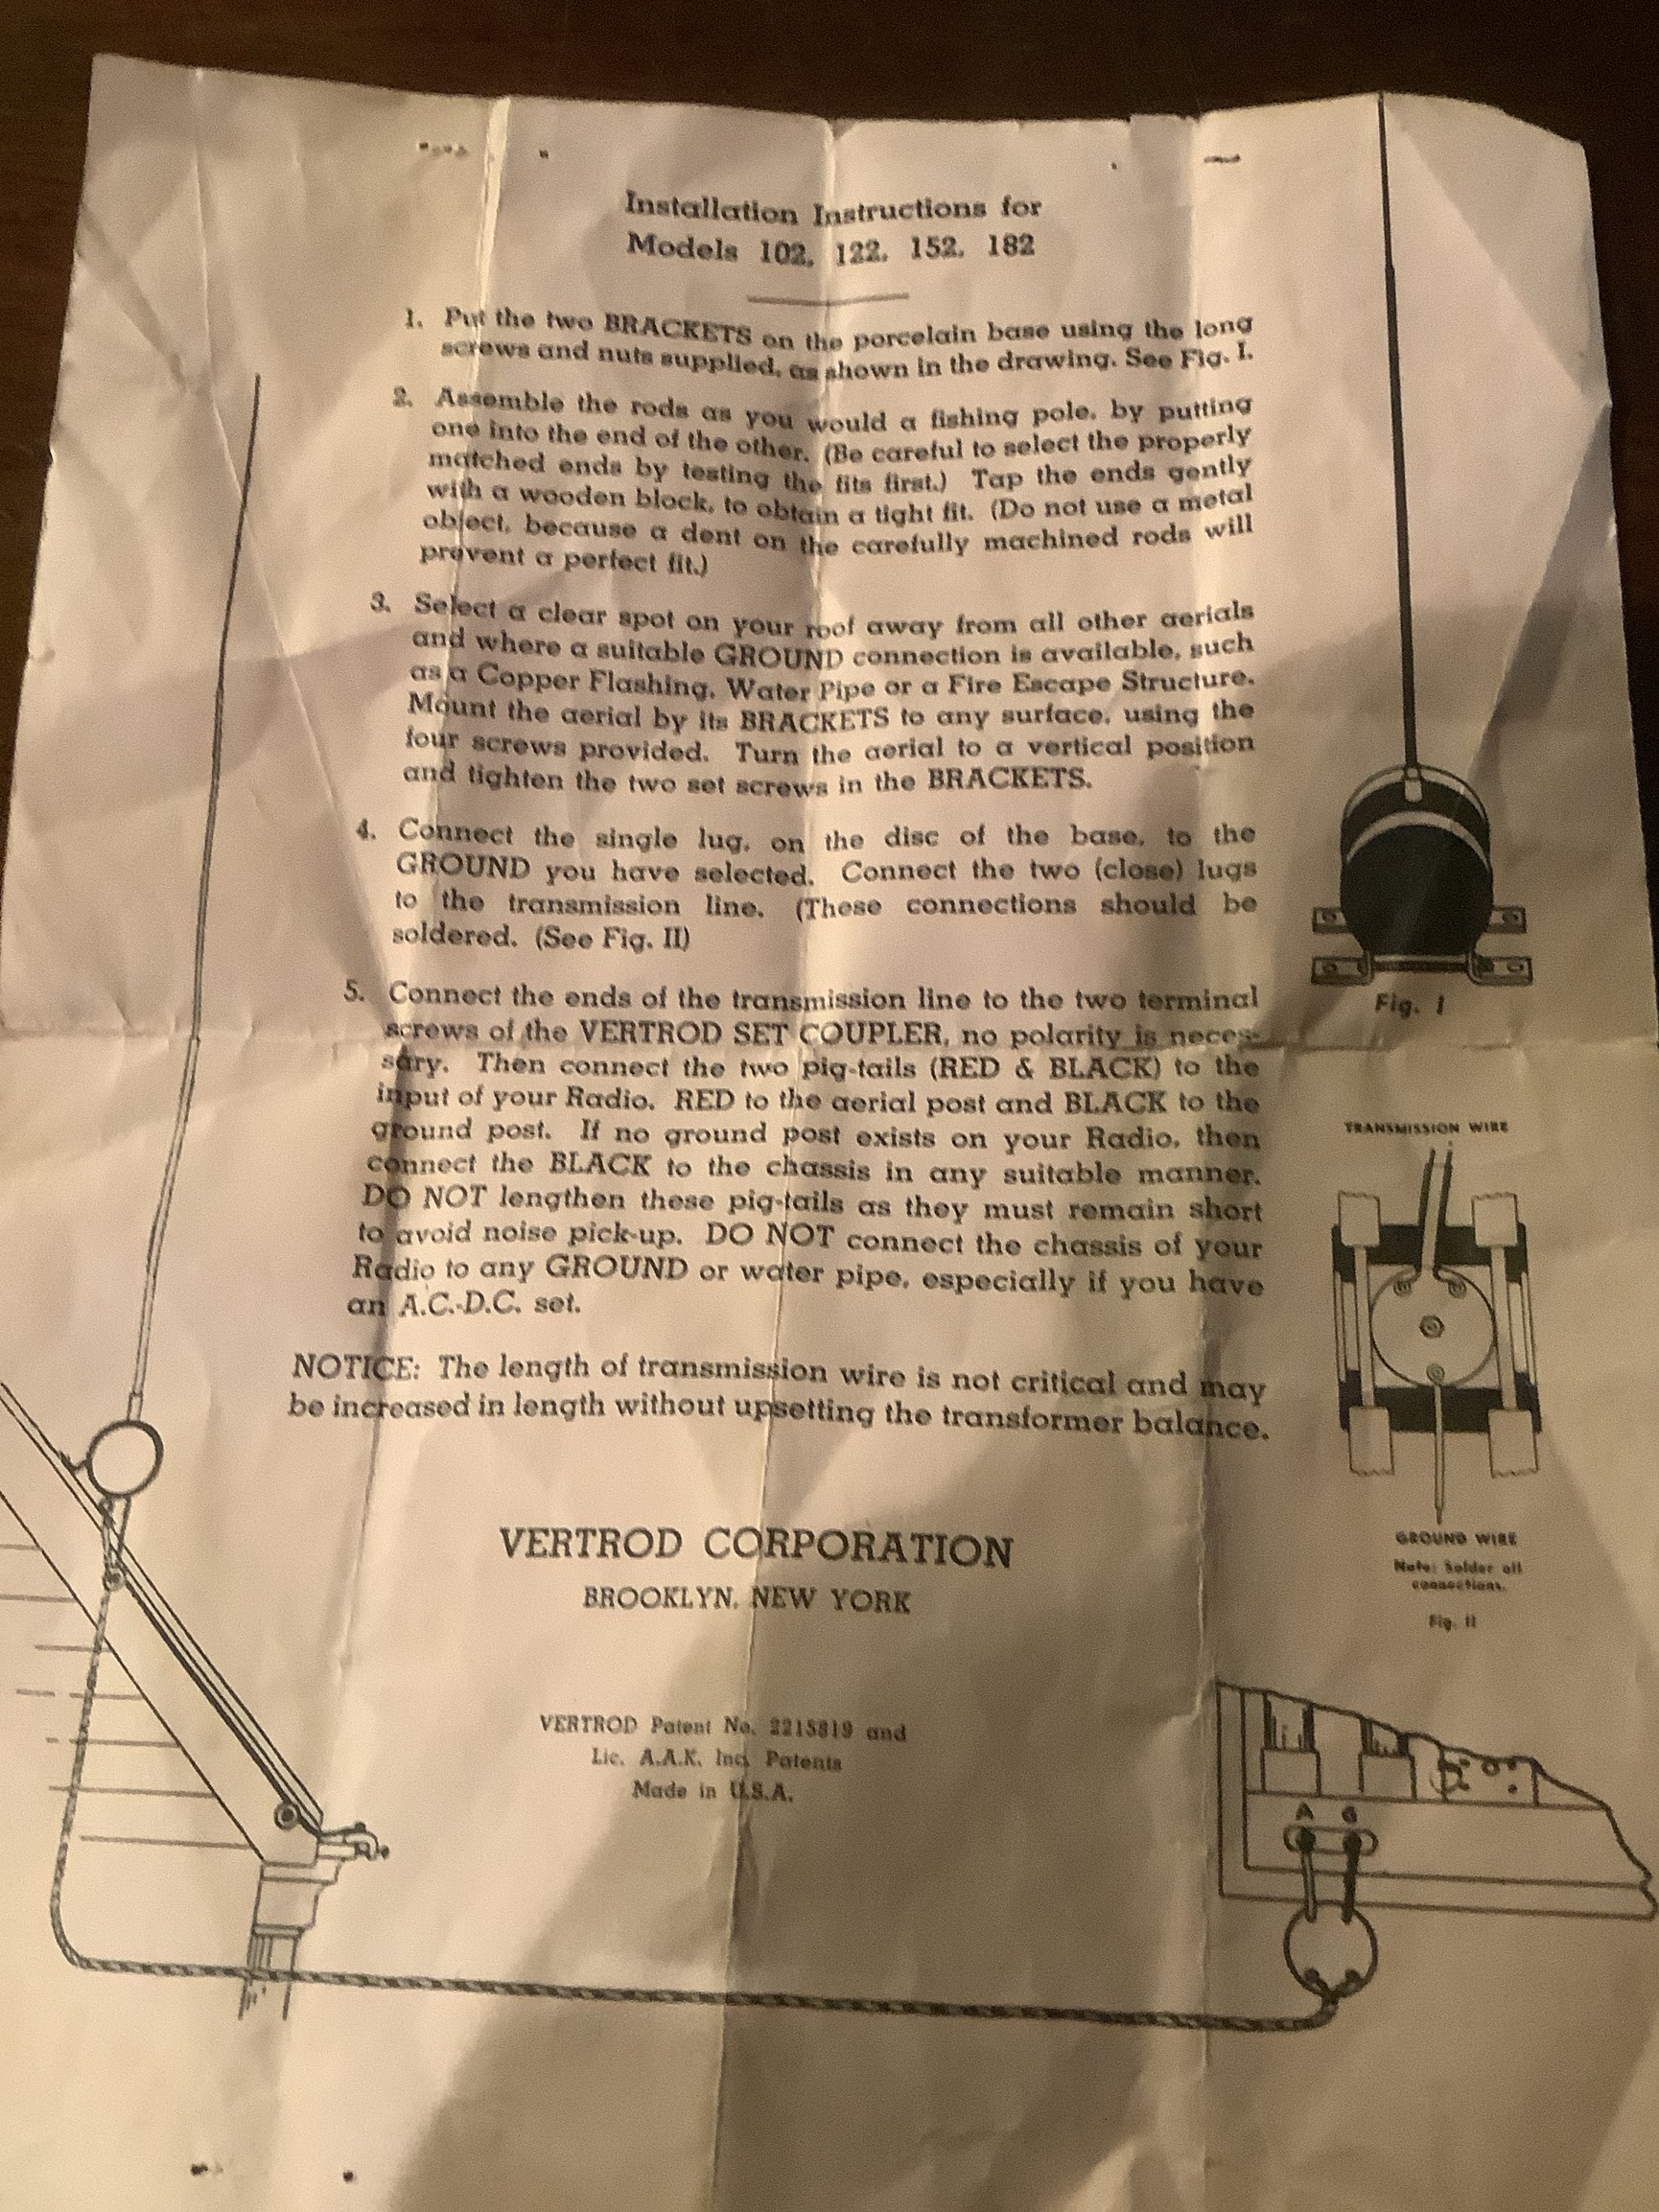 Installation Instructions for
Models 102, 122, 152, 182
1. Put the two BRACKETS on the porcelain base using the long
screws and nuts supplied, as shown in the drawing. See Fig. I.
2. Assemble the rods as you would a fishing pole, by putting
one into the end of the other. (Be careful to select the properly
matched ends by testing the fits first.) Tap the ends gently
with a wooden block, to obtain a tight fit. (Do not use a metal
object, because a dent on the carefully machined rods will
prevent a perfect fit.)
3. Select a clear spot on your roof away from all other aerials
and where a suitable GROUND connection is available, such
as a Copper Flashing, Water Pipe or a Fire Escape Structure.
Mount the aerial by its BRACKETS to any surface, using the
four screws provided. Turn the aerial to a vertical position
and tighten the two set screws in the BRACKETS.
4. Connect the single lug, on the disc of the base, to the
GROUND you have selected. Connect the two (close) lugs
to the transmission line. (These connections should be
soldered. (See Fig. II)
5. Connect the ends of the transmission line to the two terminal
screws of the VERTROD SET COUPLER, no polarity is neces-
sary. Then connect the two pig-tails (RED & BLACK) to the
input of your Radio. RED to the aerial post and BLACK to the
ground post. If no ground post exists on your Radio, then
connect the BLACK to the chassis in any suitable manner.
DO NOT lengthen these pig-tails as they must remain short
to avoid noise pick-up. DO NOT connect the chassis of your
Radio to any GROUND or water pipe, especially if you have
an A.C.-D.C. set.
NOTICE: The length of transmission wire is not critical and may
be increased in length without upsetting the transformer balance.
VERTROD CORPORATION
BROOKLYN, NEW YORK
VERTROD Patent No. 2215819 and
Lic. A.A.K. Inc. Patents
Made in U.S.A.
Fig. I
TRANSMISSION WIRE
GROUND WIRE
Note: Solder all
connections.
Fig. II
A G